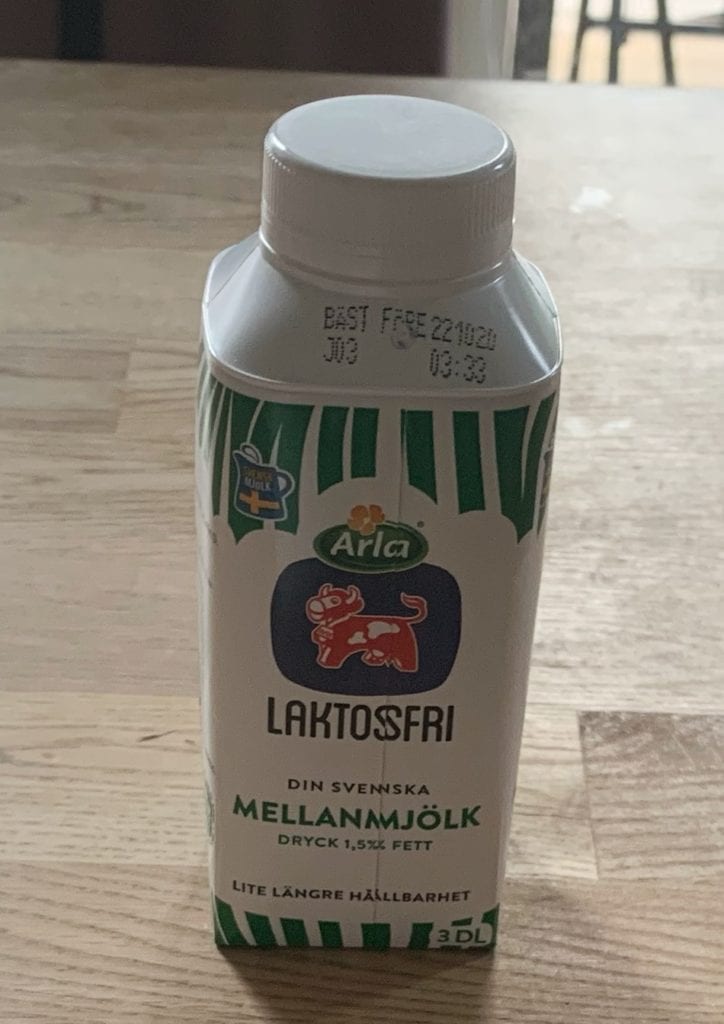 BÄST FÖRE 221020
J03 03:33
SVENSK
MJÖLK
Arla
LAKTOSFRI
DIN SVENSKA
MELLANMJÖLK
DRYCK 1,5% FETT
LITE LÄNGRE HÅLLBARHET
3 DL